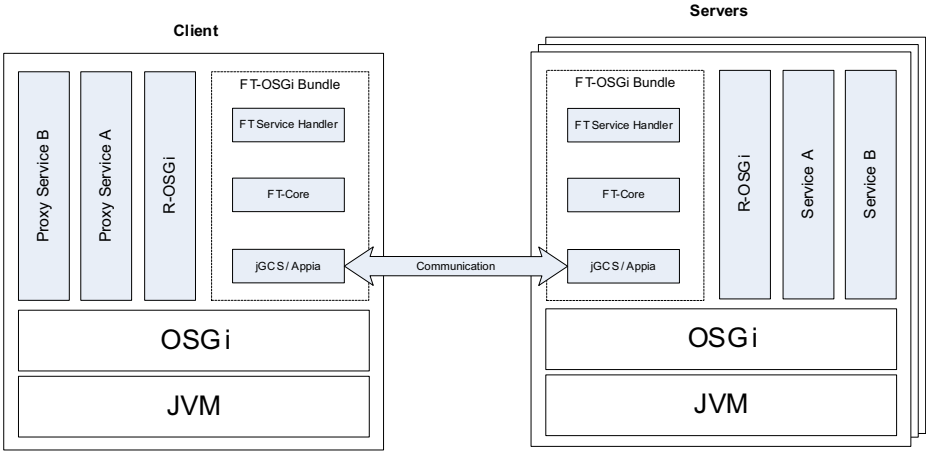 Client
Servers
Proxy Service B
Proxy Service A
R-OSGi
FT-OSGi Bundle
FT Service Handler
FT-Core
jGCS / Appia
OSGi
JVM
Communication
FT-OSGi Bundle
FT Service Handler
FT-Core
jGCS / Appia
R-OSGi
Service A
Service B
OSGi
JVM